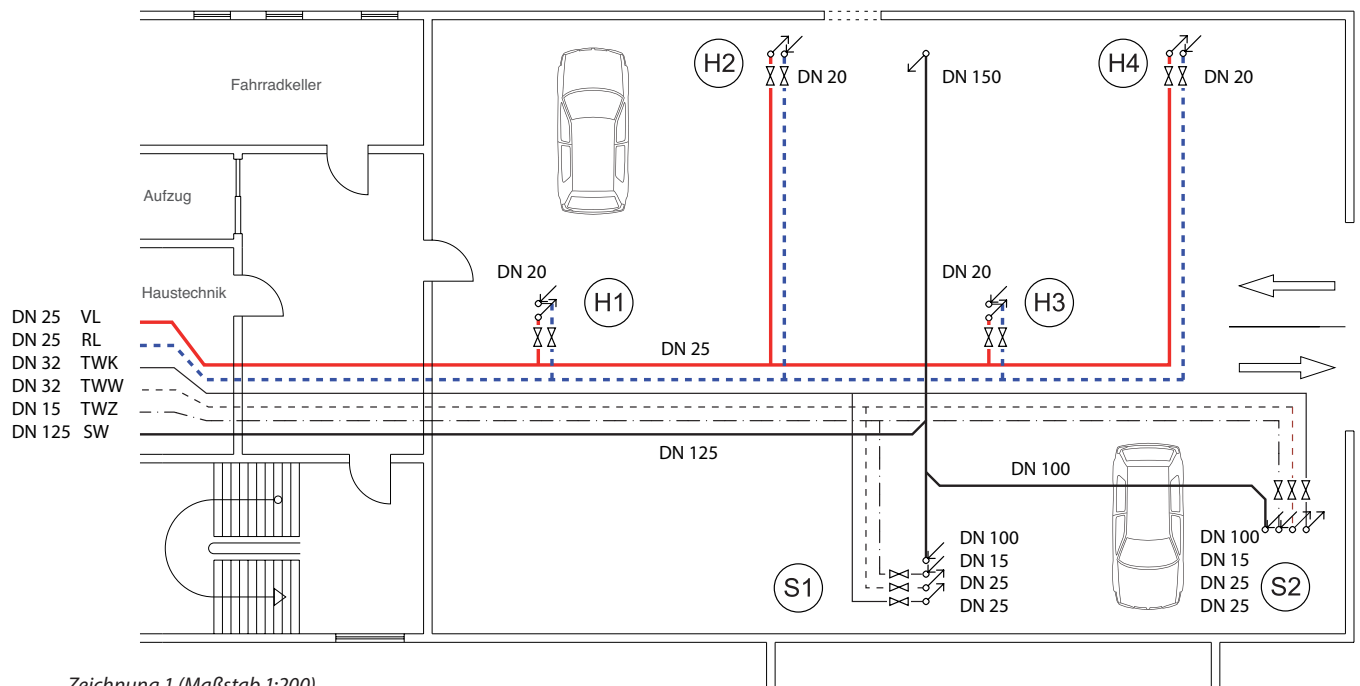 H2
DN 20
DN 150
H4
DN 20
Fahrradkeller
Aufzug
Haustechnik
DN 20
H1
DN 20
H3
DN 25 VL
DN 25 RL
DN 32 TWK
DN 32 TWW
DN 15 TWZ
DN 125 SW
DN 25
DN 125
DN 100
S1
DN 100
DN 15
DN 25
DN 25
DN 100
DN 15
DN 25
DN 25
S2
Zeichnung 1 (Maßstab 1:200)